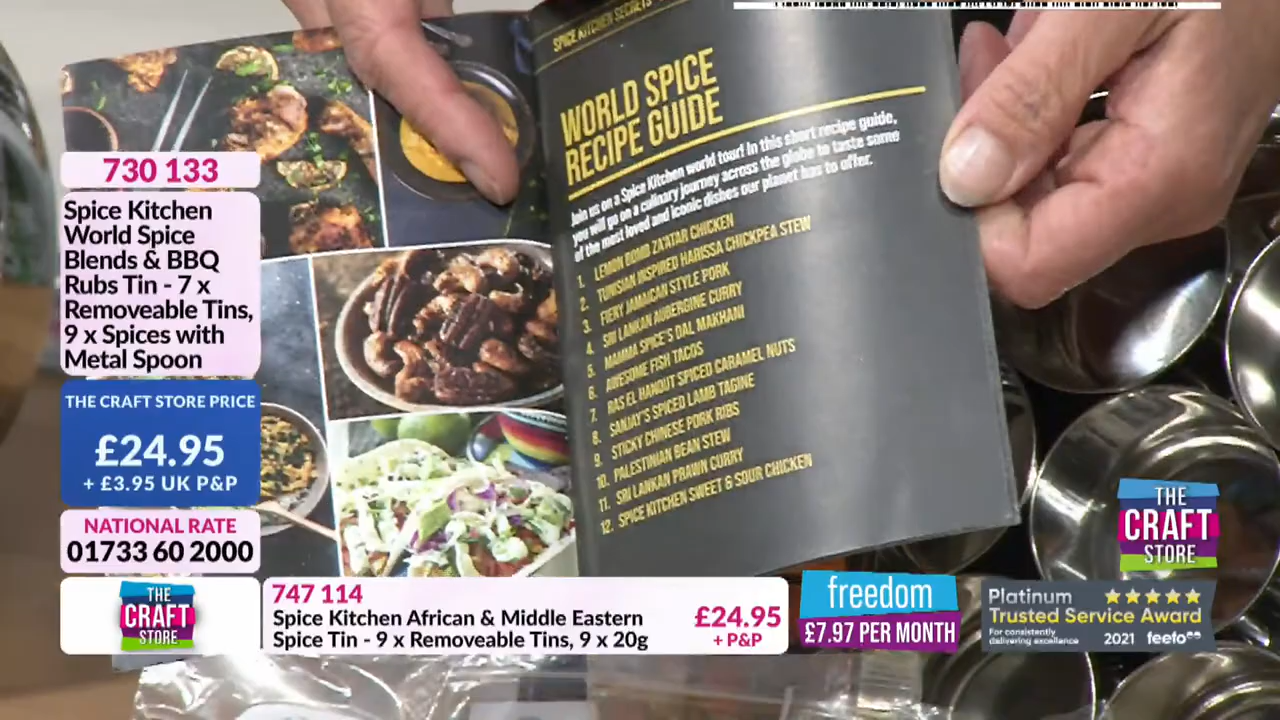 SPICE KITCHEN SECRETS
WORLD SPICE
RECIPE GUIDE
Join us on a Spice Kitchen world tour! In this short recipe guide,
you will go on a culinary journey across the globe to taste some
of the most loved and iconic dishes our planet has to offer.
1. LEMON BOMB ZA'ATAR CHICKEN
2. TUNISIAN INSPIRED HARISSA CHICKPEA STEW
3. FIERY JAMAICAN STYLE PORK
4. SRI LANKAN AUBERGINE CURRY
5. MAMMA SPICE'S DAL MAKHANI
6. AWESOME FISH TACOS
7. RAS EL HANOUT SPICED CARAMEL NUTS
8. SANJAY'S SPICED LAMB TAGINE
9. STICKY CHINESE PORK RIBS
10. PALESTINIAN BEAN STEW
11. SRI LANKAN PRAWN CURRY
12. SPICE KITCHEN SWEET & SOUR CHICKEN
730 133
Spice Kitchen
World Spice
Blends & BBQ
Rubs Tin - 7 x
Removeable Tins,
9 x Spices with
Metal Spoon
THE CRAFT STORE PRICE
£24.95
+ £3.95 UK P&P
NATIONAL RATE
01733 60 2000
THE
CRAFT
STORE
THE
CRAFT
STORE
747 114
Spice Kitchen African & Middle Eastern
Spice Tin - 9 x Removeable Tins, 9 x 20g
£24.95
+ P&P
freedom
£7.97 PER MONTH
Platinum
Trusted Service Award
For consistently
delivering excellence
2021 feefo